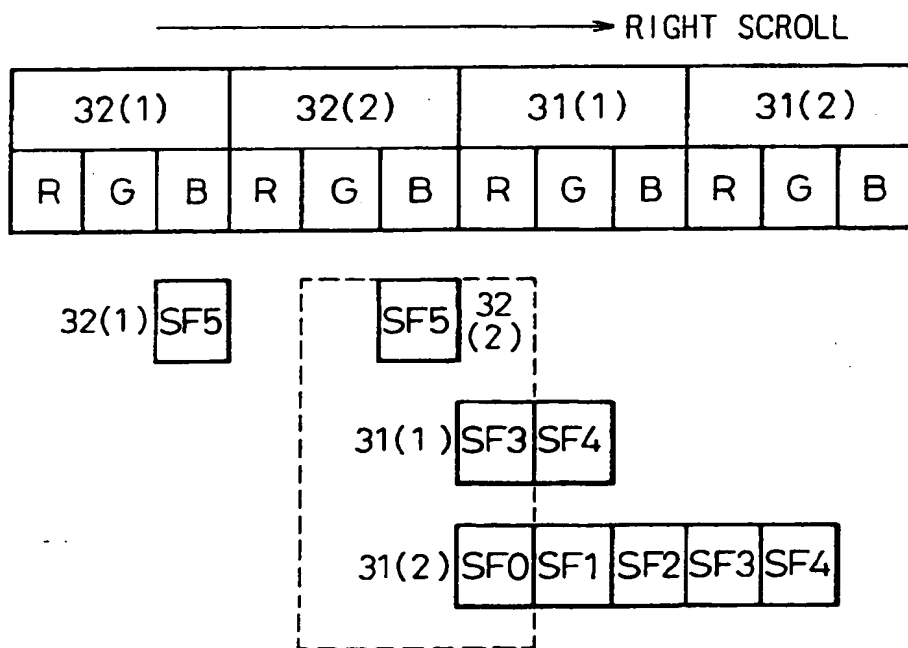 RIGHT SCROLL
32(1) 32(2) 31(1) 31(2)
R G B R G B R G B R G B
32(1) SF5 SF5 32
(2)
31(1) SF3 SF4
31(2) SF0 SF1 SF2 SF3 SF4